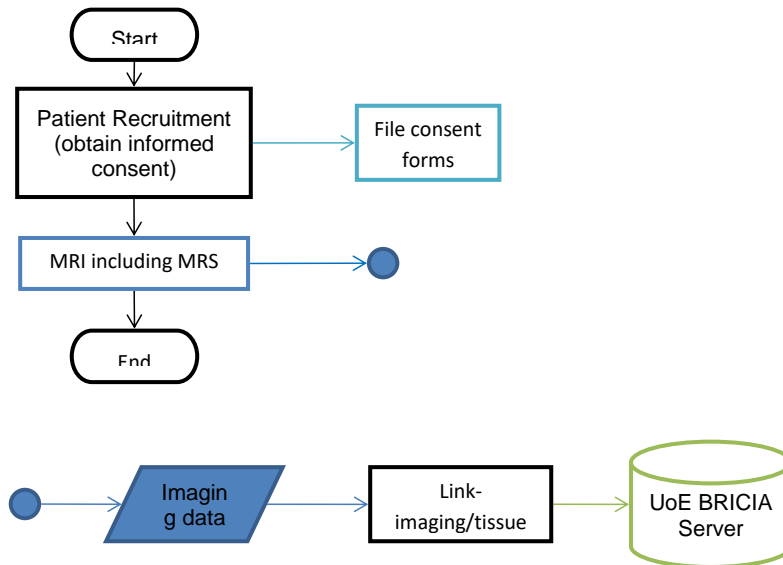 Start
Patient Recruitment
(obtain informed
consent)
File consent
forms
MRI including MRS
End
Imagin
g data
Link-
imaging/tissue
UoE BRICIA
Server